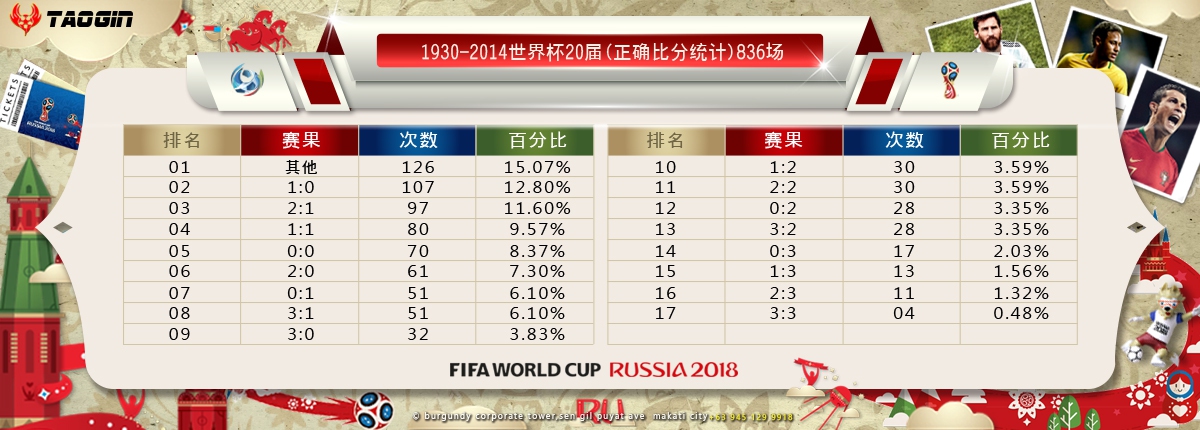 TAOGIN
1930-2014世界杯20届(正确比分统计)836场
TICKETS
排名 赛果 次数 百分比
01 其他 126 15.07%
02 1:0 107 12.80%
03 2:1 97 11.60%
04 1:1 80 9.57%
05 0:0 70 8.37%
06 2:0 61 7.30%
07 0:1 51 6.10%
08 3:1 51 6.10%
09 3:0 32 3.83%
排名 赛果 次数 百分比
10 1:2 30 3.59%
11 2:2 30 3.59%
12 0:2 28 3.35%
13 3:2 28 3.35%
14 0:3 17 2.03%
15 1:3 13 1.56%
16 2:3 11 1.32%
17 3:3 04 0.48%
FIFA WORLD CUP RUSSIA 2018
RU
© burgundy corporate tower,sen gil puyat ave makati city+63 945 129 9918